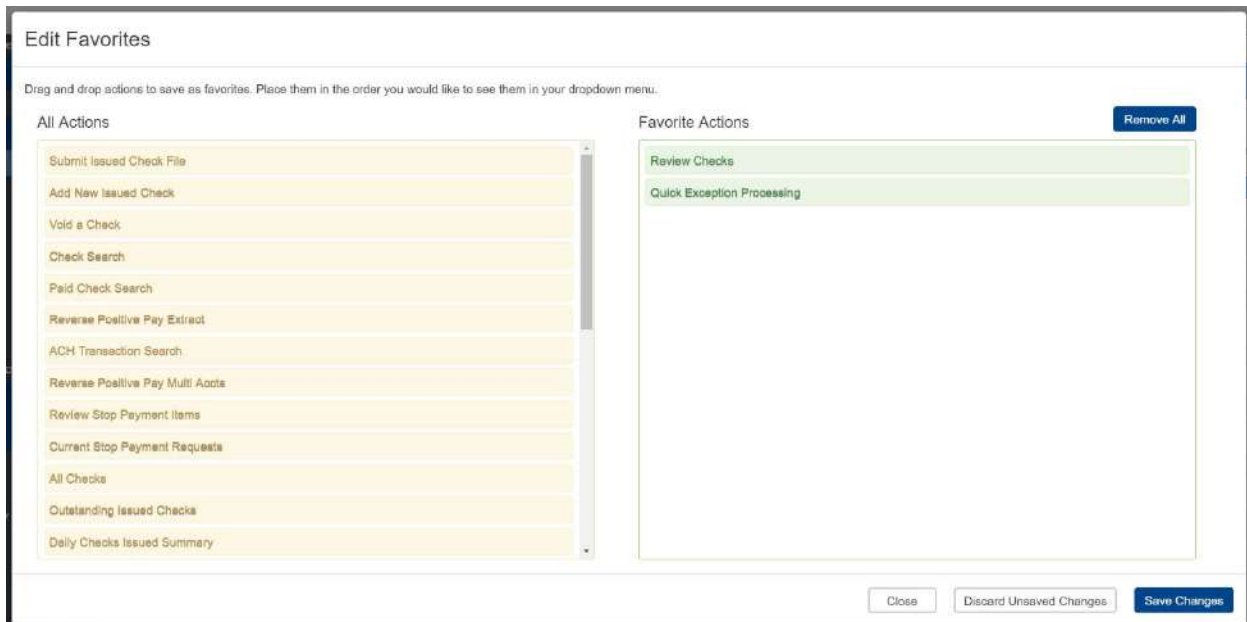 Edit Favorites
Drag and drop actions to save as favorites. Place them in the order you would like to see them in your dropdown menu.
All Actions
Submit Issued Check File
Add New Issued Check
Void a Check
Check Search
Paid Check Search
Reverse Positive Pay Extract
ACH Transaction Search
Reverse Positive Pay Multi Accts
Review Stop Payment Items
Current Stop Payment Requests
All Checks
Outstanding Issued Checks
Daily Checks Issued Summary
Favorite Actions
Remove All
Review Checks
Quick Exception Processing
Close
Discard Unsaved Changes
Save Changes